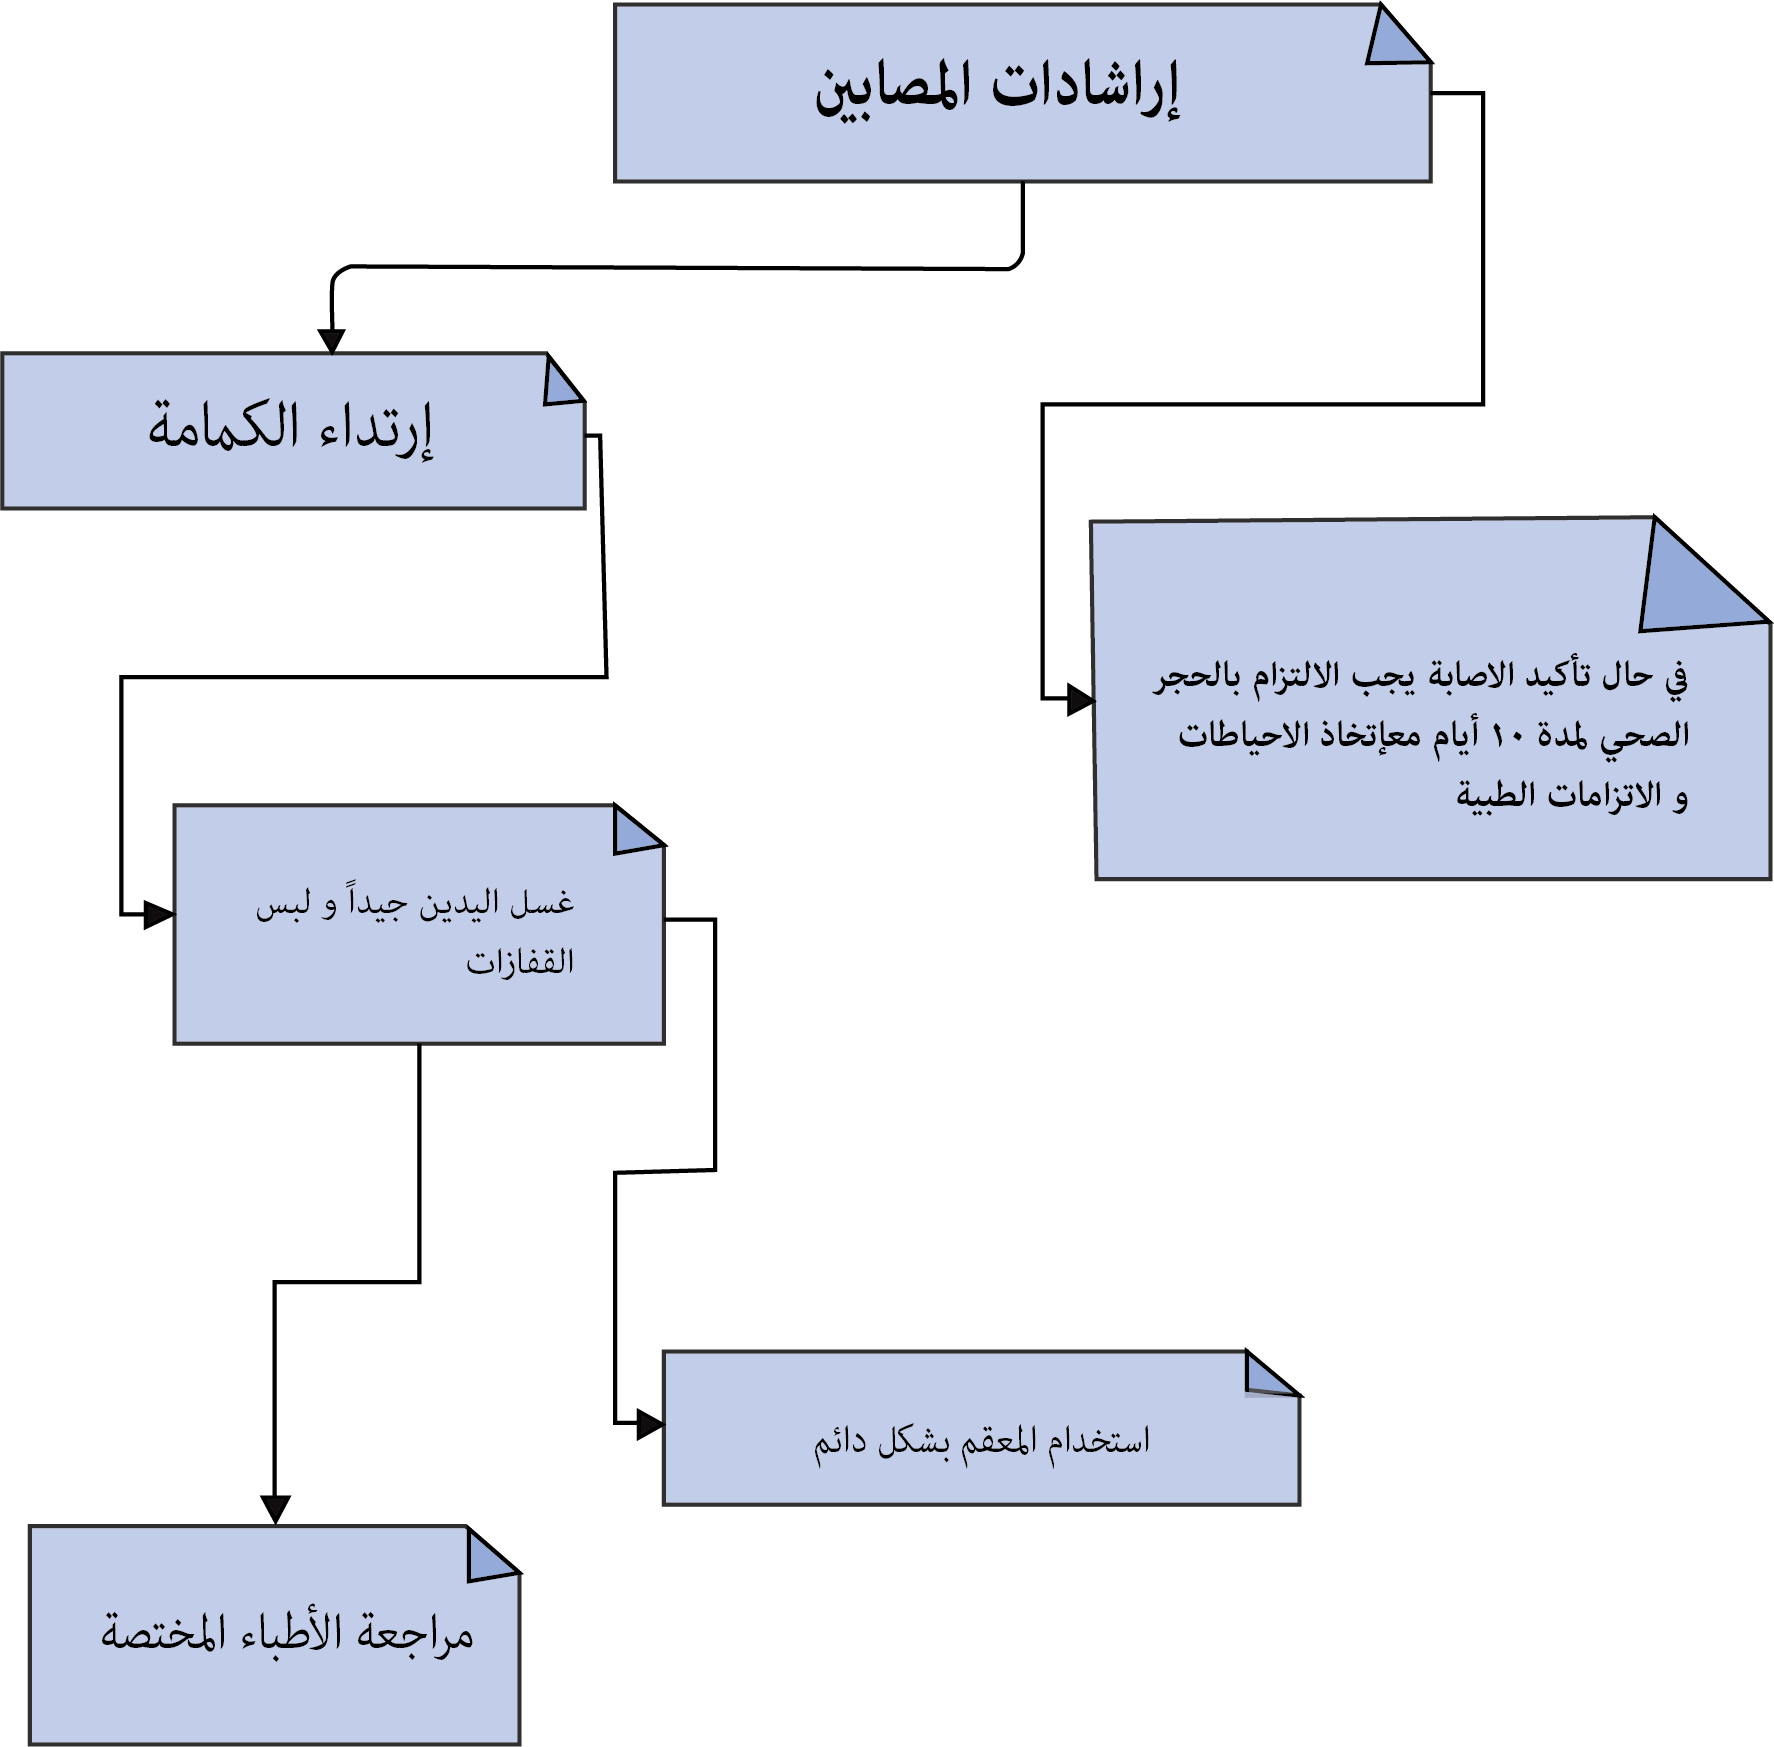 إراشادات المصابين
إرتداء الكمامة
في حال تأكيد الاصابة يجب الالتزام بالحجر
الصحي لمدة ١٠ أيام معإتخاذ الاحياطات
و الاتزامات الطبية
غسل اليدين جيداً و لبس
القفازات
استخدام المعقم بشكل دائم
مراجعة الأطباء المختصة